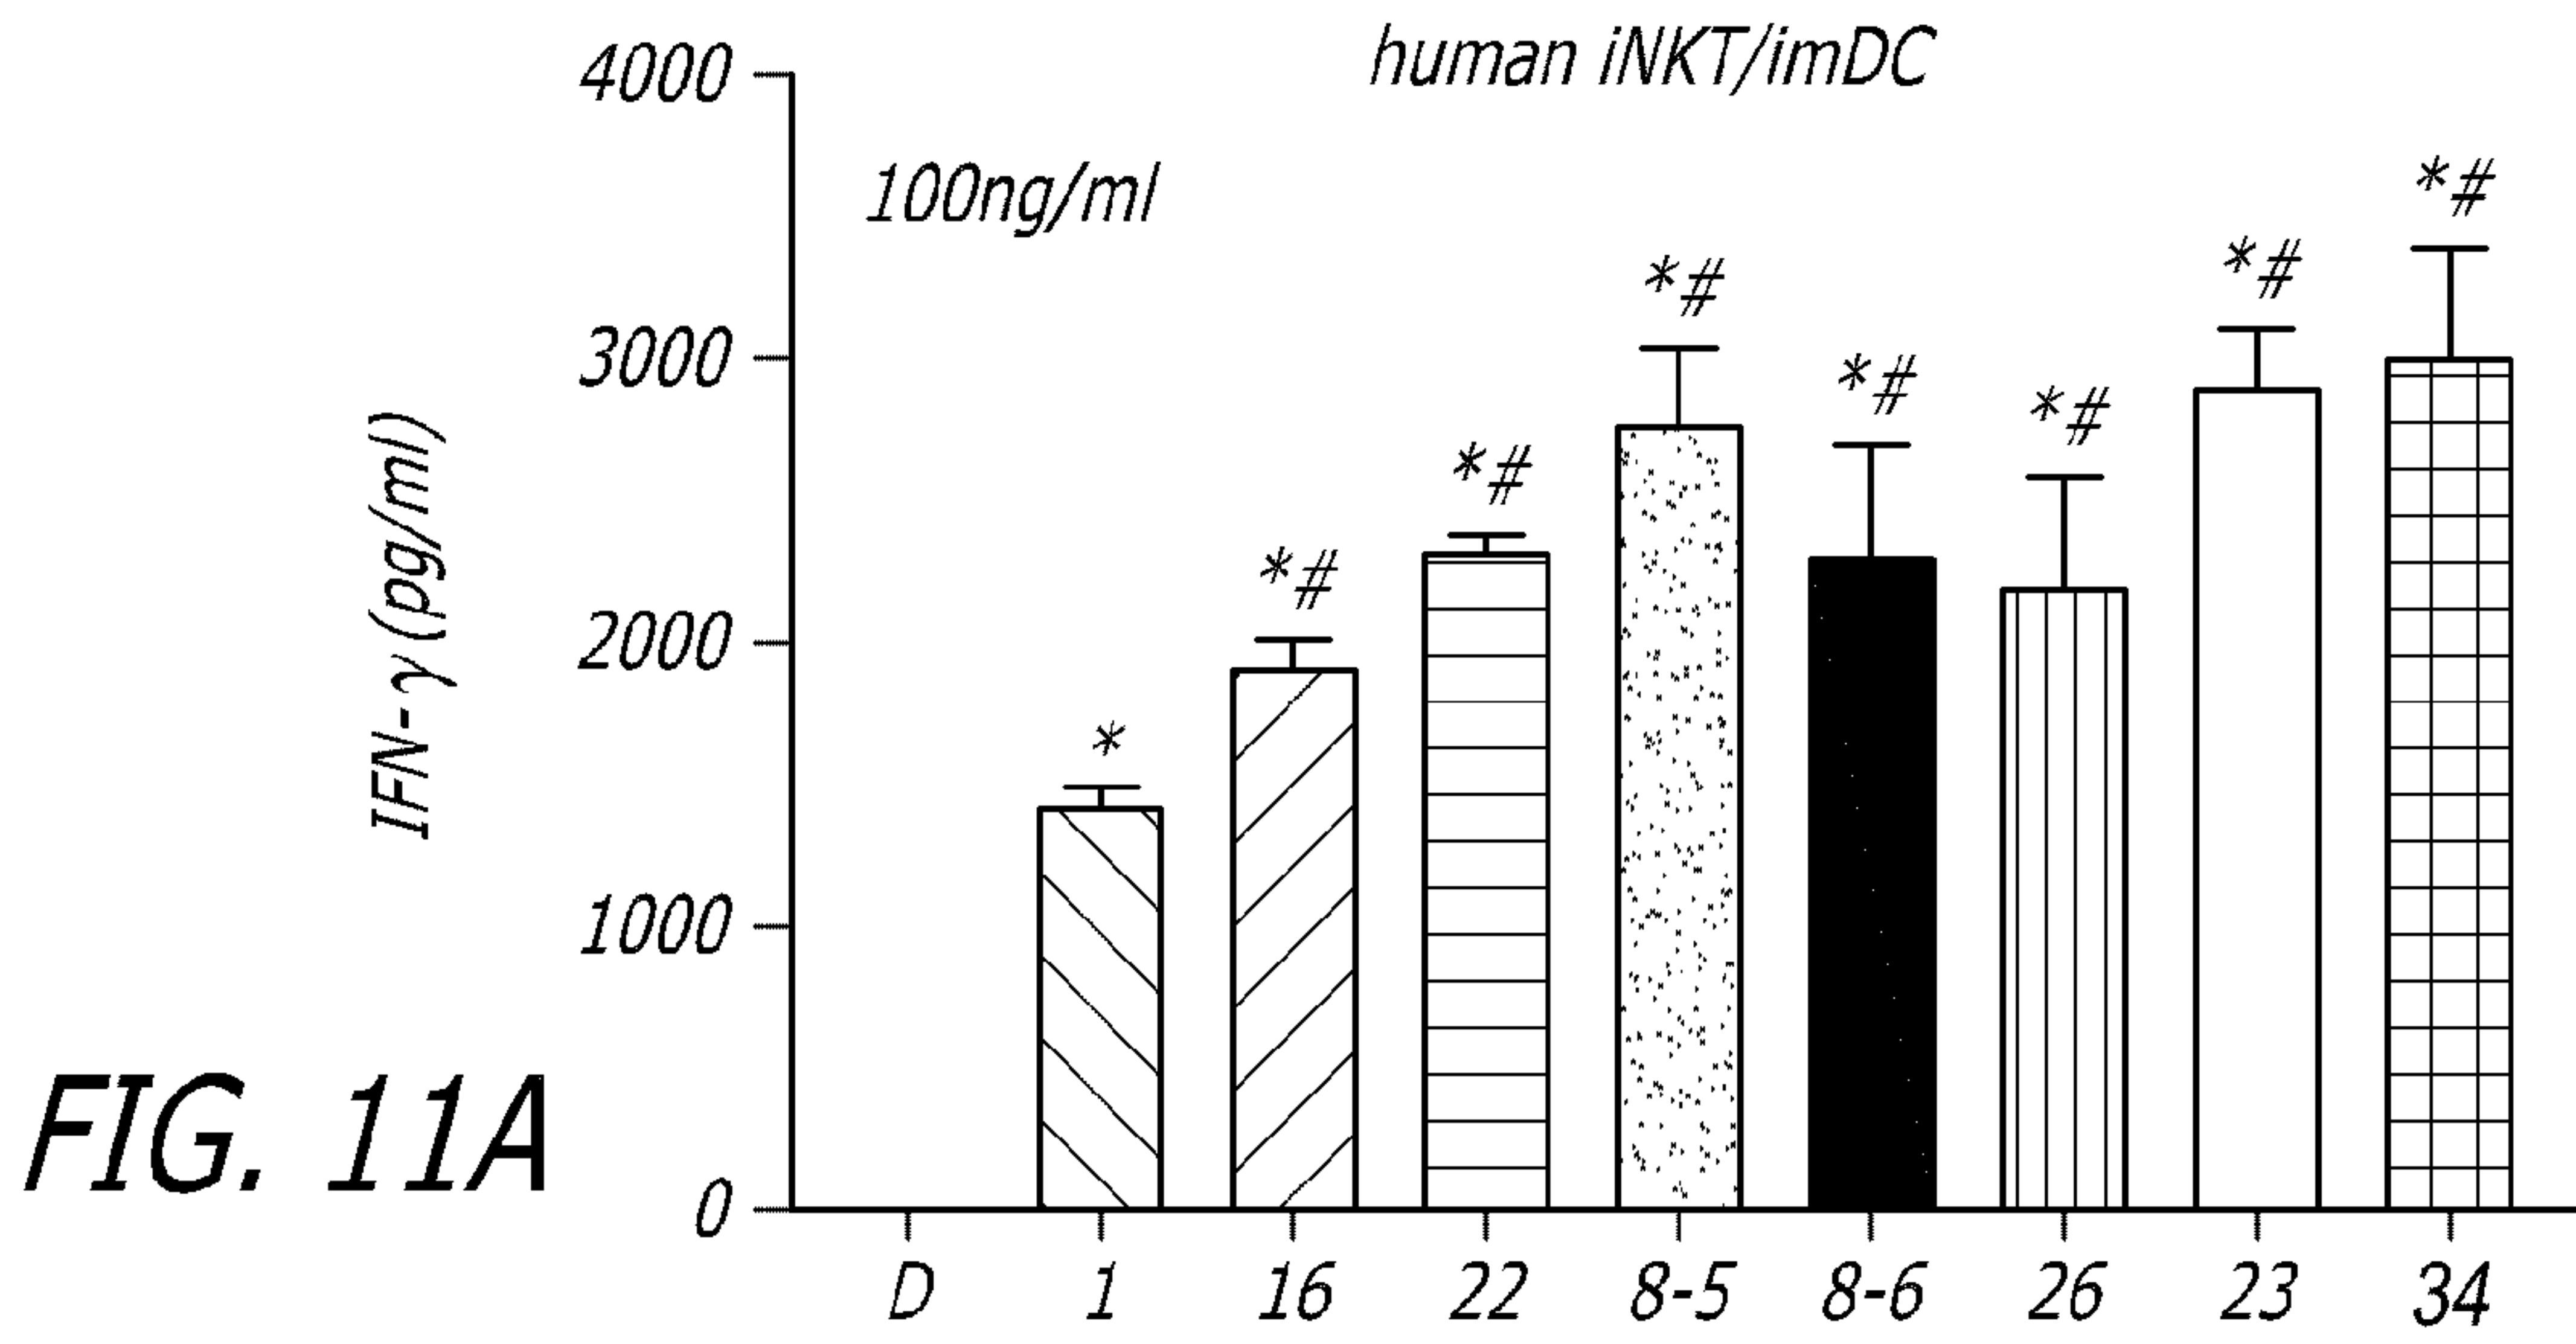 human iNKT/imDC
100ng/ml
IFN-γ (pg/ml)
4000
3000
2000
1000
0
*
*#
*#
*#
*#
*#
*#
*#
D 1 16 22 8-5 8-6 26 23 34
FIG. 11A